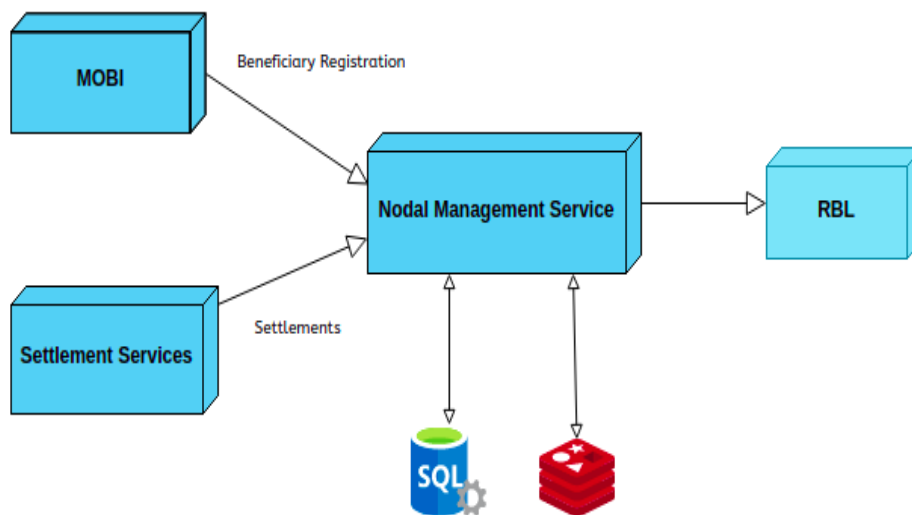 MOBI
Beneficiary Registration
Nodal Management Service
RBL
Settlement Services
Settlements
SQL